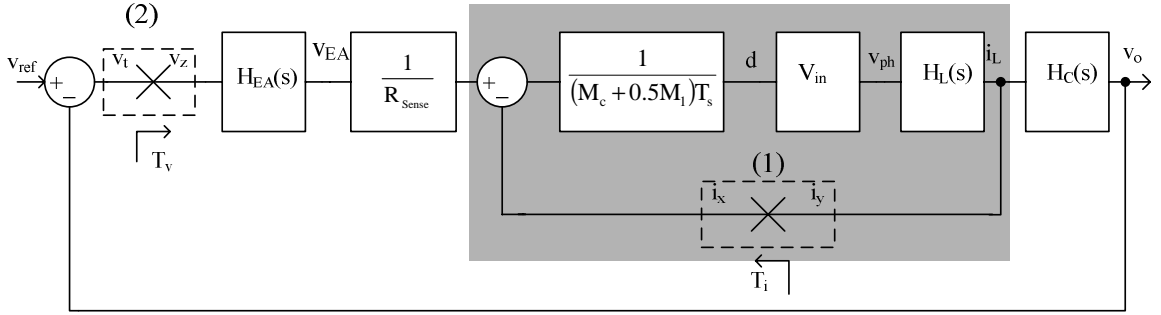 (2)
v_ref
+
−
v_t
v_z
T_v
H_EA(s)
v_EA
1
R_Sense
+
−
1
(M_c + 0.5M_1)T_s
d
V_in
v_ph
H_L(s)
i_L
H_C(s)
v_o
(1)
i_x
i_y
T_i